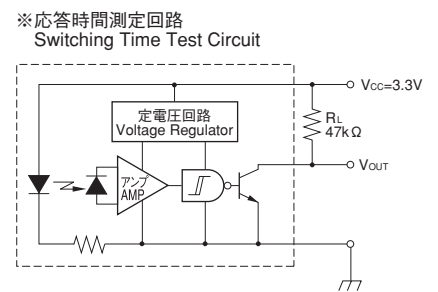 ※応答時間測定回路
Switching Time Test Circuit
Vcc=3.3V
定電圧回路
Voltage Regulator
RL
47kΩ
VOUT
アンプ
AMP